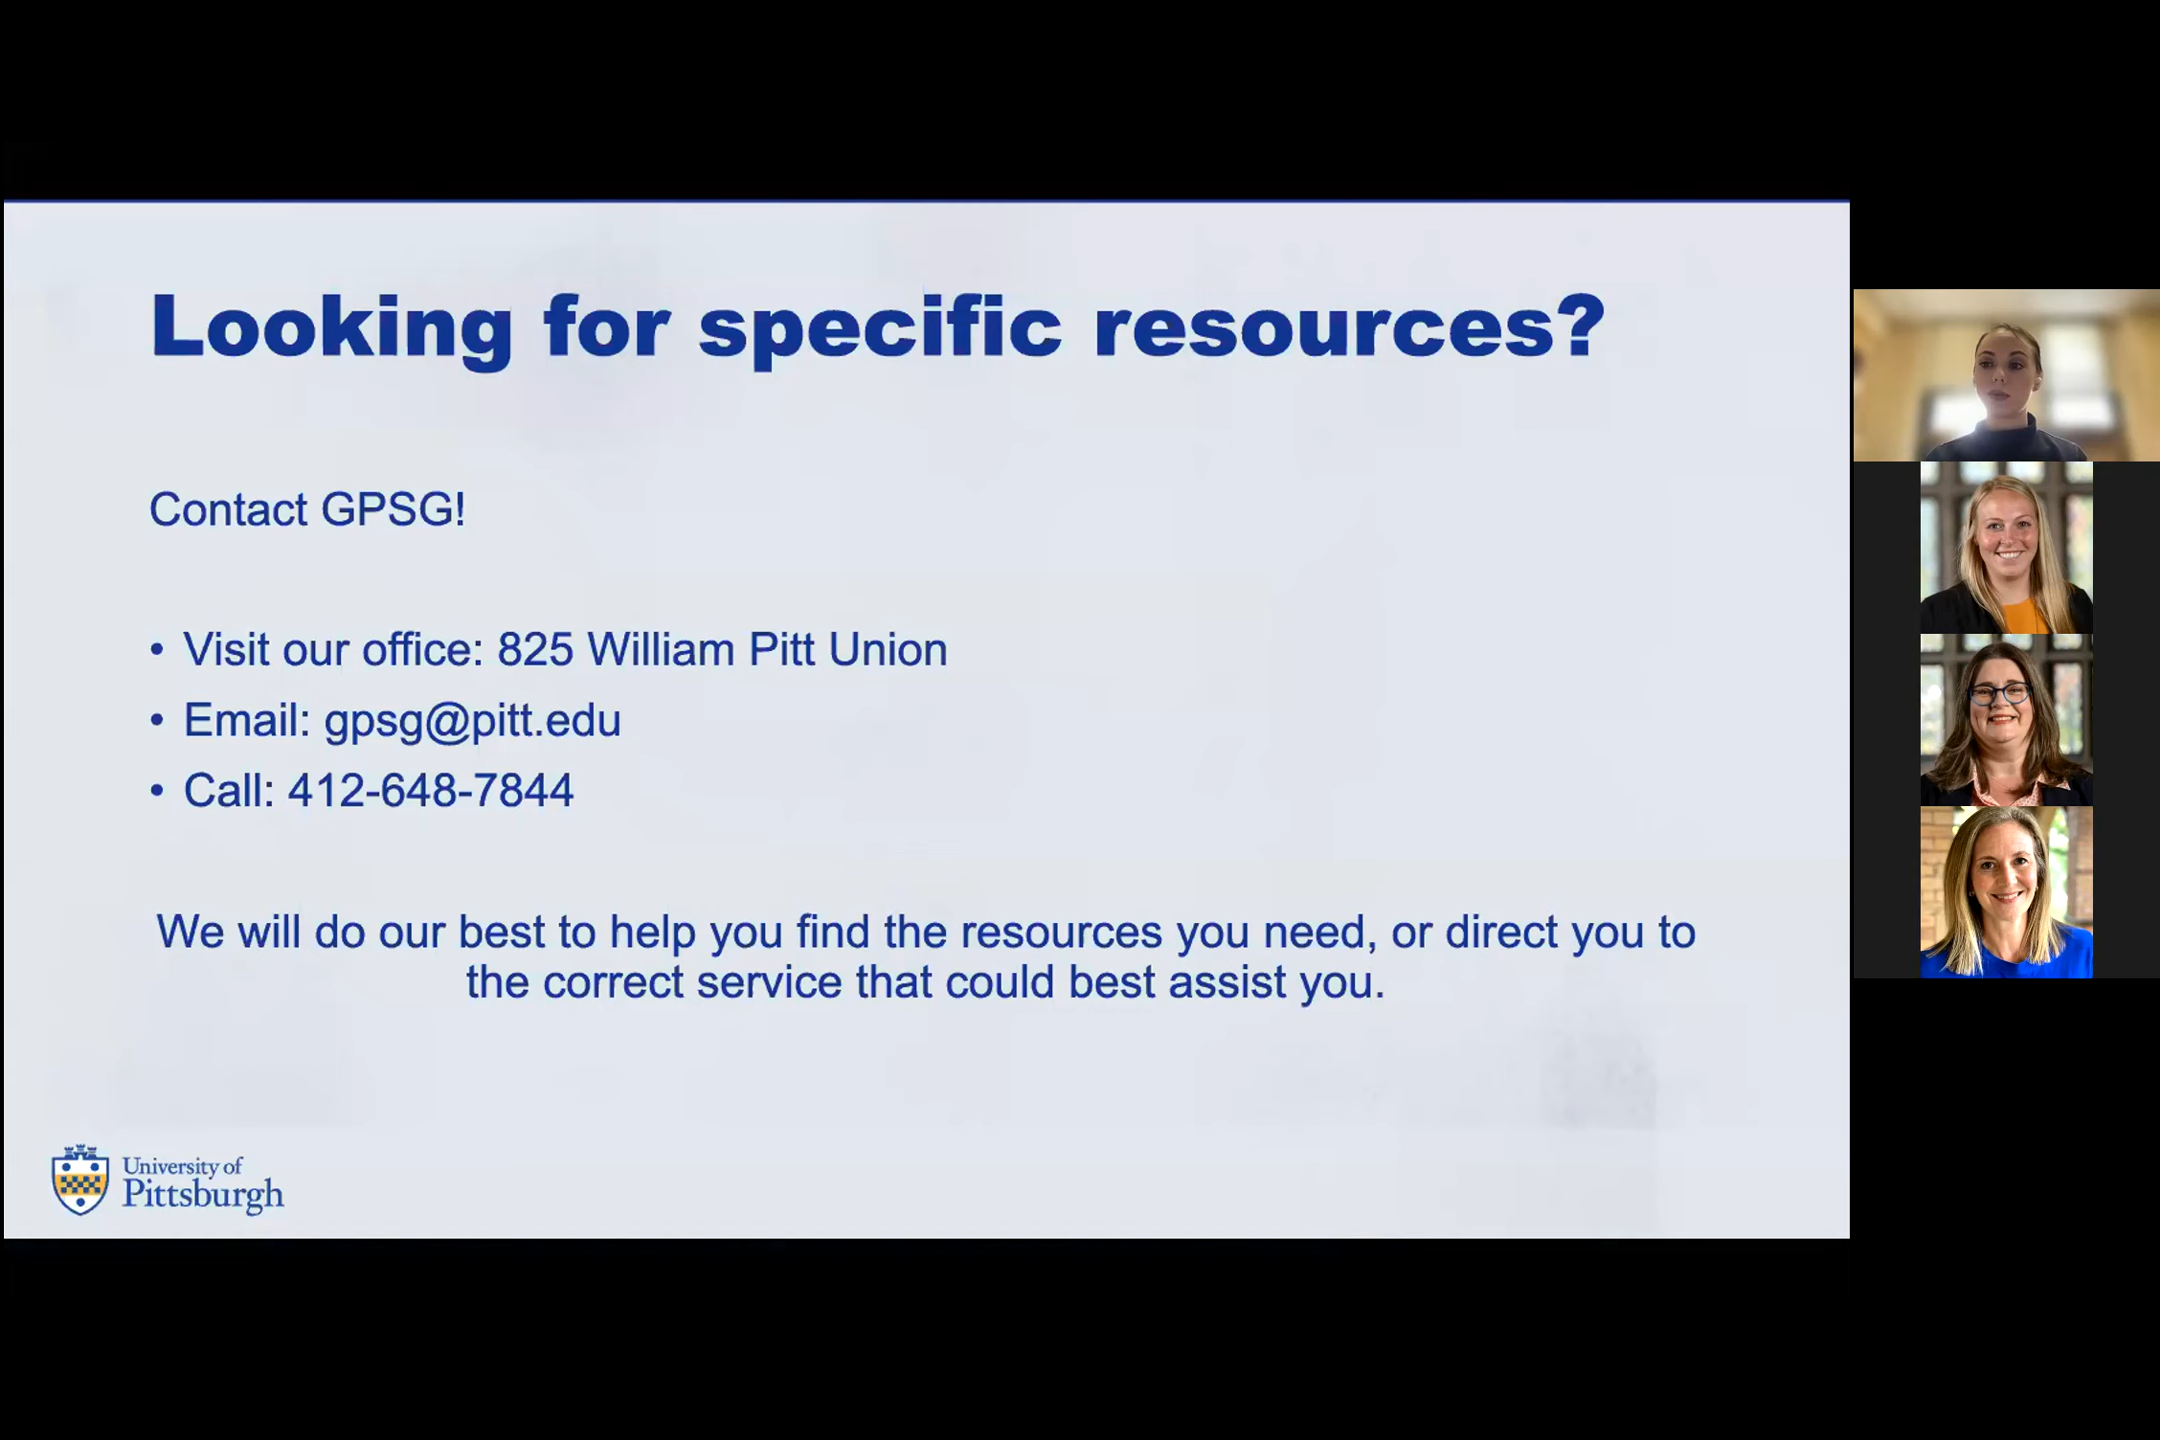 Looking for specific resources?
Contact GPSG!
• Visit our office: 825 William Pitt Union
• Email: gpsg@pitt.edu
• Call: 412-648-7844
We will do our best to help you find the resources you need, or direct you to
the correct service that could best assist you.
University of
Pittsburgh